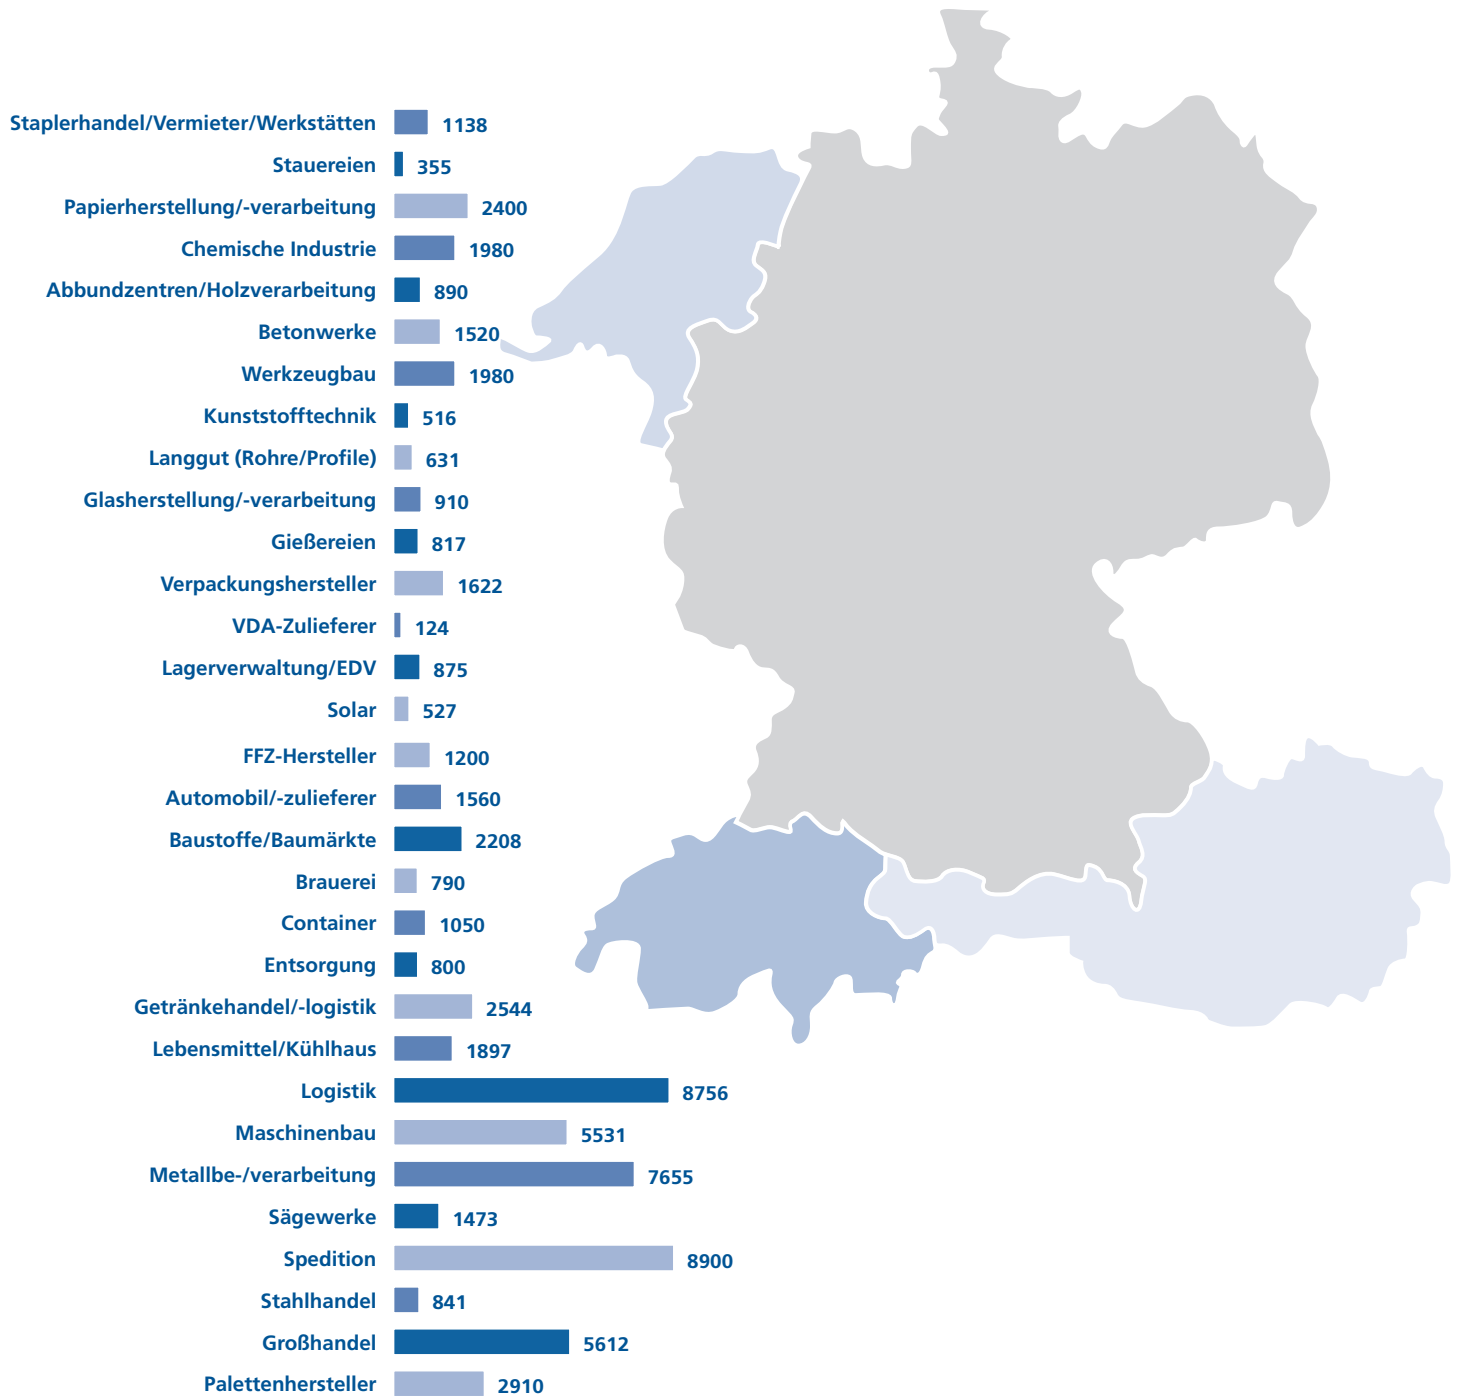 Staplerhandel/Vermieter/Werkstätten 1138
Stauereien 355
Papierherstellung/-verarbeitung 2400
Chemische Industrie 1980
Abbundzentren/Holzverarbeitung 890
Betonwerke 1520
Werkzeugbau 1980
Kunststofftechnik 516
Langgut (Rohre/Profile) 631
Glasherstellung/-verarbeitung 910
Gießereien 817
Verpackungshersteller 1622
VDA-Zulieferer 124
Lagerverwaltung/EDV 875
Solar 527
FFZ-Hersteller 1200
Automobil/-zulieferer 1560
Baustoffe/Baumärkte 2208
Brauerei 790
Container 1050
Entsorgung 800
Getränkehandel/-logistik 2544
Lebensmittel/Kühlhaus 1897
Logistik 8756
Maschinenbau 5531
Metallbe-/verarbeitung 7655
Sägewerke 1473
Spedition 8900
Stahlhandel 841
Großhandel 5612
Palettenhersteller 2910